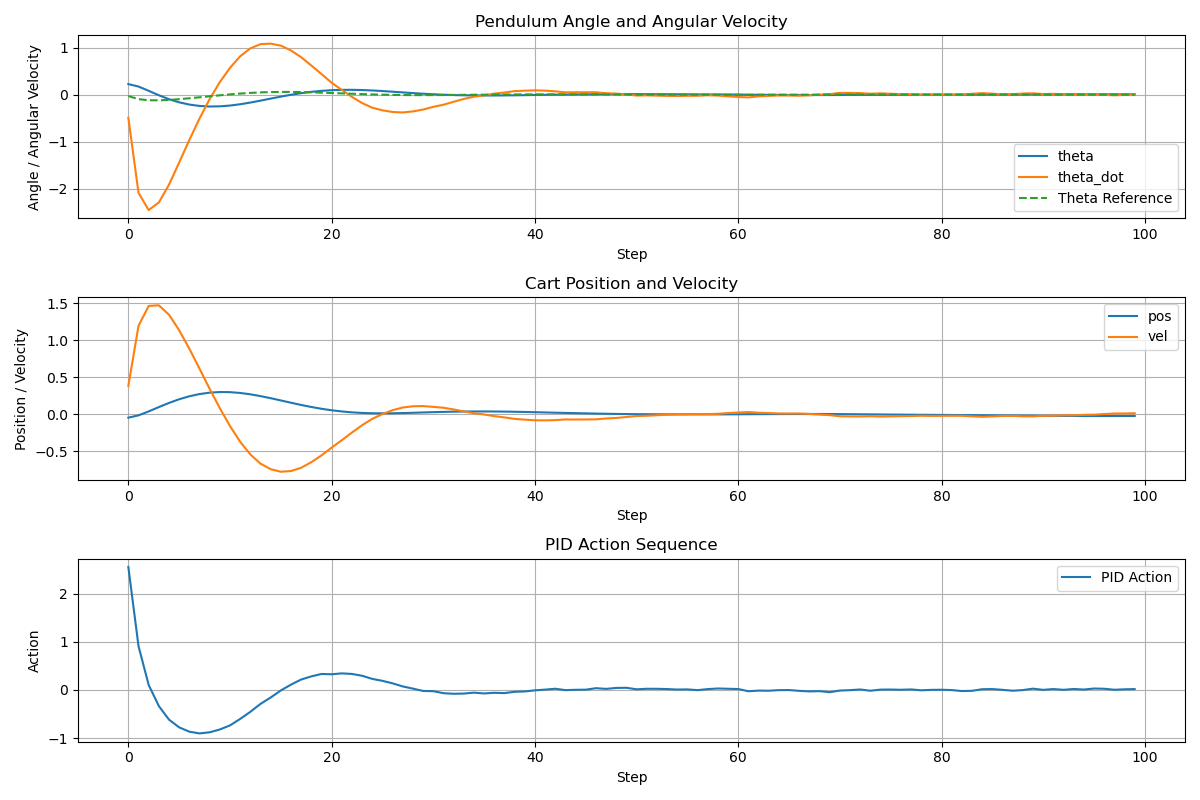 Pendulum Angle and Angular Velocity
Angle / Angular Velocity
1
0
−1
−2
theta
theta_dot
Theta Reference
0 20 40 60 80 100
Step
Cart Position and Velocity
Position / Velocity
1.5
1.0
0.5
0.0
−0.5
pos
vel
0 20 40 60 80 100
Step
PID Action Sequence
Action
2
1
0
−1
PID Action
0 20 40 60 80 100
Step